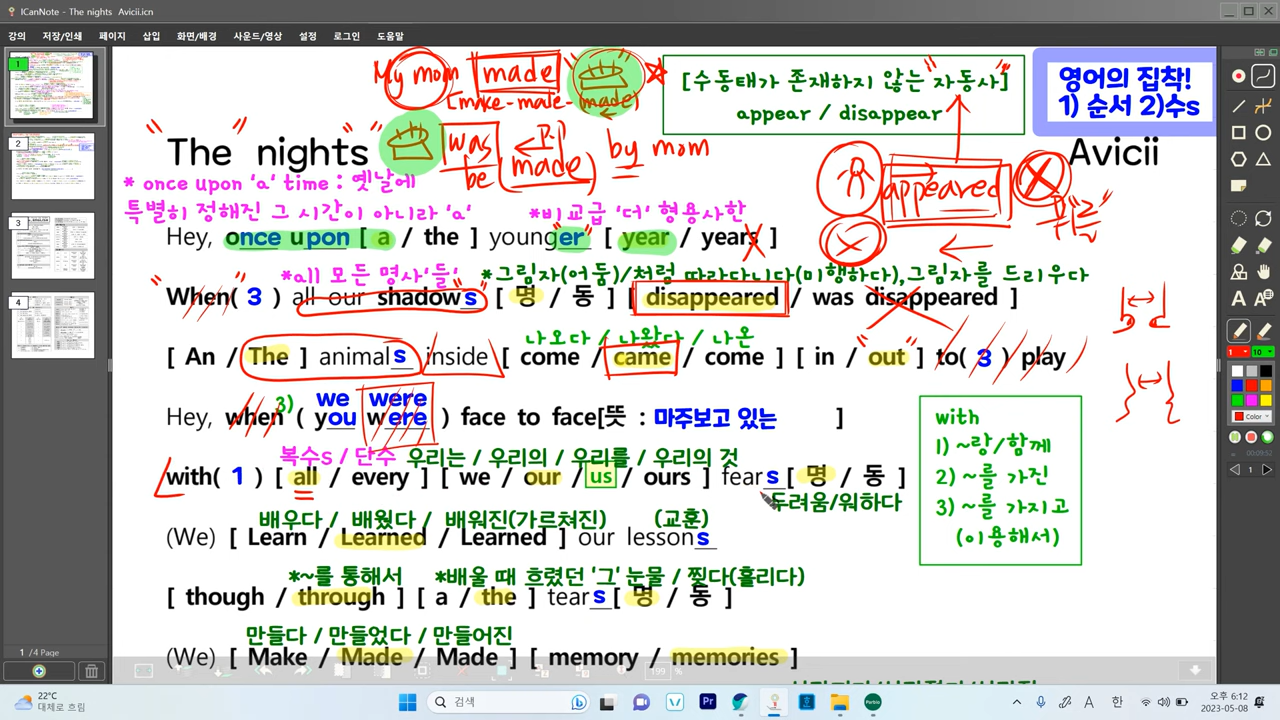 ICanNote - The nights Avicii.icn
강의 저장/인쇄 페이지 삽입 화면/배경 사운드/영상 설정 로그인 도움말
1
2
3
4
My mom made
[make-made-made)
[수동태가 존재하지 않는 "자동사"]
appear / disappear
영어의 집착!
1) 순서 2)수s
"The nights"
was made) by mom
be
P.P
appeared
Avicii
* once upon 'a' time : 옛날에
특별히 정해진 그 시간이 아니라 'a'
*비교급 '더' 형용사한
Hey, once upon [ a / the ] younger [ year / years ]
*all 모든 명사'들' *그림자(어둠)/처럼 따라다니다(미행하다),그림자를 드리우다
When( 3 ) all our shadows [ 명 / 동 ] [ disappeared / was disappeared ]
나오다 / 나왔다 / 나온
[ An / The ] animals inside [ come / came / come ] [ in / "out" ] to( 3 ) play
we were
Hey, when 3) ( you were ) face to face[뜻 : 마주보고 있는 ]
복수s / 단수 우리는 / 우리의 / 우리를 / 우리의 것
with( 1 ) [ all / every ] [ we / our / us / ours ] fears[ 명 / 동 ]
두려움/워하다
with
1) ~랑/함께
2) ~를 가진
3) ~를 가지고
(이용해서)
배우다 / 배웠다 / 배워진(가르쳐진) (교훈)
(We) [ Learn / Learned / Learned ] our lessons
*~를 통해서 *배울 때 흘렸던 '그' 눈물 / 찢다(흘리다)
[ though / through ] [ a / the ] tears[ 명 / 동 ]
만들다 / 만들었다 / 만들어진
(We) [ Make / Made / Made ] [ memory / memories ]
1 / 4 Page
199 %
1
10
Color
00:09:52
1
22°C
대체로 흐림
검색
오후 6:12
2023-05-08